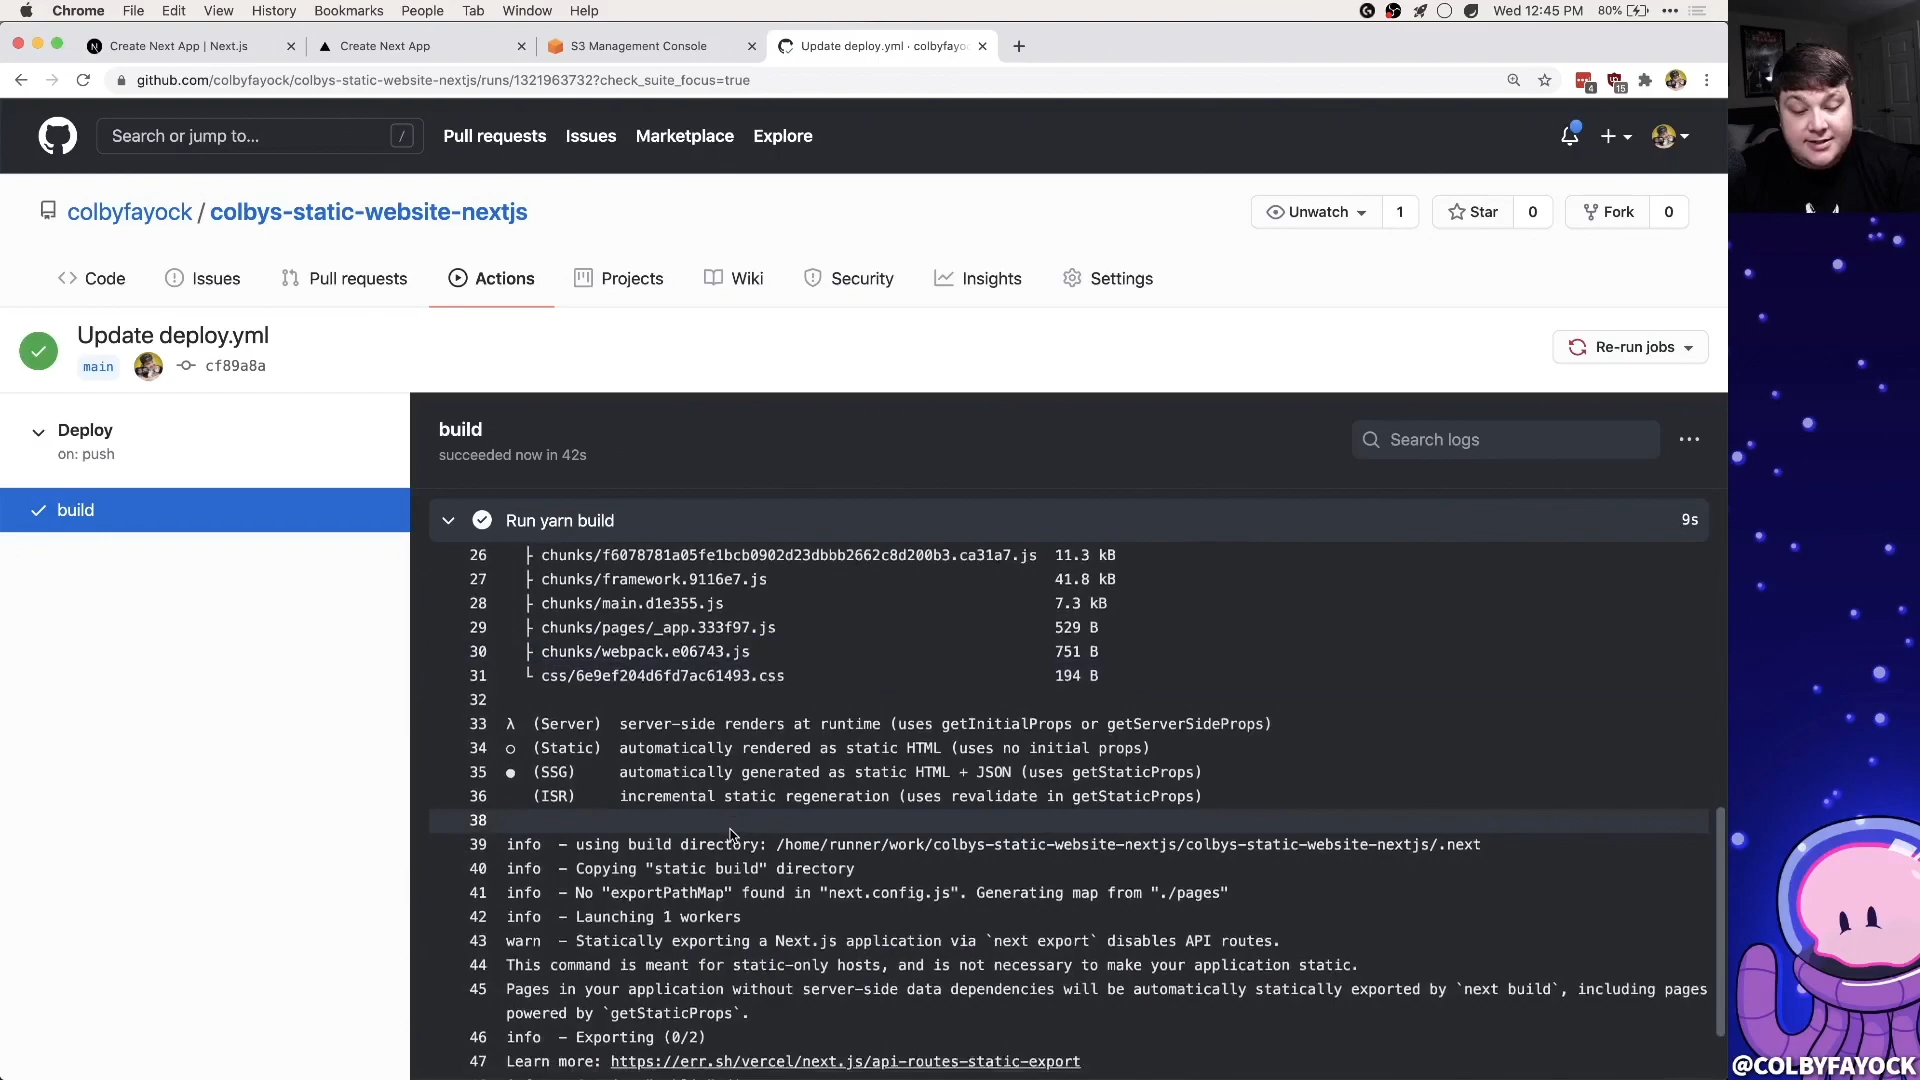 Chrome File Edit View History Bookmarks People Tab Window Help Wed 12:45 PM 80%
Create Next App | Next.js Create Next App S3 Management Console Update deploy.yml · colbyfayo
github.com/colbyfayock/colbys-static-website-nextjs/runs/1321963732?check_suite_focus=true 4 15
Search or jump to... / Pull requests Issues Marketplace Explore
colbyfayock / colbys-static-website-nextjs Unwatch 1 Star 0 Fork 0
Code Issues Pull requests Actions Projects Wiki Security Insights Settings
Update deploy.yml
main cf89a8a
Re-run jobs
Deploy
on: push
build
build
succeeded now in 42s
Search logs
Run yarn build 9s
26 ├ chunks/f6078781a05fe1bcb0902d23dbbb2662c8d200b3.ca31a7.js 11.3 kB
27 ├ chunks/framework.9116e7.js 41.8 kB
28 ├ chunks/main.d1e355.js 7.3 kB
29 ├ chunks/pages/_app.333f97.js 529 B
30 ├ chunks/webpack.e06743.js 751 B
31 └ css/6e9ef204d6fd7ac61493.css 194 B
32
33 λ (Server) server-side renders at runtime (uses getInitialProps or getServerSideProps)
34 ○ (Static) automatically rendered as static HTML (uses no initial props)
35 ● (SSG) automatically generated as static HTML + JSON (uses getStaticProps)
36 (ISR) incremental static regeneration (uses revalidate in getStaticProps)
38
39 info - using build directory: /home/runner/work/colbys-static-website-nextjs/colbys-static-website-nextjs/.next
40 info - Copying "static build" directory
41 info - No "exportPathMap" found in "next.config.js". Generating map from "./pages"
42 info - Launching 1 workers
43 warn - Statically exporting a Next.js application via `next export` disables API routes.
44 This command is meant for static-only hosts, and is not necessary to make your application static.
45 Pages in your application without server-side data dependencies will be automatically statically exported by `next build`, including pages
powered by `getStaticProps`.
46 info - Exporting (0/2)
47 Learn more: https://err.sh/vercel/next.js/api-routes-static-export
@COLBYFAYOCK